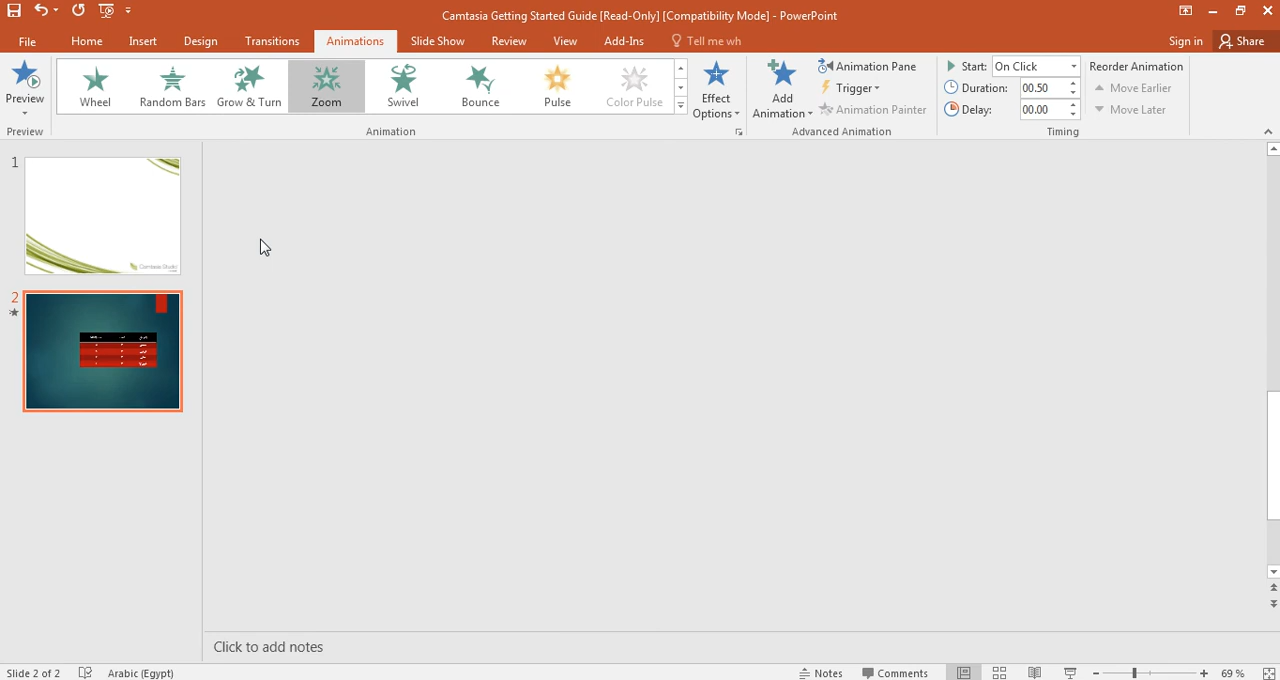 Camtasia Getting Started Guide [Read-Only] [Compatibility Mode] - PowerPoint
File Home Insert Design Transitions Animations Slide Show Review View Add-Ins Tell me wh Sign in Share
Preview
Wheel Random Bars Grow & Turn Zoom Swivel Bounce Pulse Color Pulse
Effect Options
Add Animation
Animation Pane
Trigger
Animation Painter
Start: On Click
Duration: 00.50
Delay: 00.00
Reorder Animation
Move Earlier
Move Later
Preview Animation Advanced Animation Timing
1
Camtasia Studio
2
Click to add notes
Slide 2 of 2 Arabic (Egypt) Notes Comments 69 %